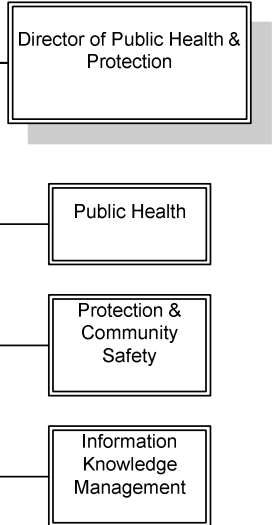 Director of Public Health &
Protection
Public Health
Protection &
Community
Safety
Information
Knowledge
Management